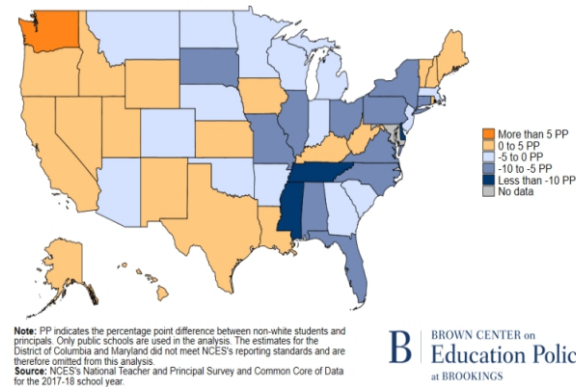 More than 5 PP
0 to 5 PP
-5 to 0 PP
-10 to -5 PP
Less than -10 PP
No data
Note: PP indicates the percentage point difference between non-white students and
principals. Only public schools are used in the analysis. The estimates for the
District of Columbia and Maryland did not meet NCES's reporting standards and are
therefore omitted from this analysis.
Source: NCES's National Teacher and Principal Survey and Common Core of Data
for the 2017-18 school year.
B
BROWN CENTER on
Education Polic
at BROOKINGS